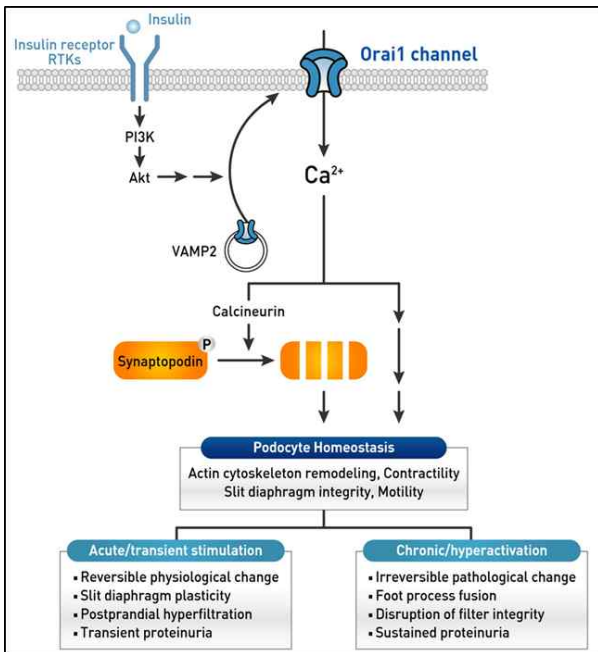 Insulin
Insulin receptor
RTKs
Orai1 channel
PI3K
Akt
Ca²⁺
VAMP2
Calcineurin
P
Synaptopodin
Podocyte Homeostasis
Actin cytoskeleton remodeling, Contractility
Slit diaphragm integrity, Motility
Acute/transient stimulation
▪ Reversible physiological change
▪ Slit diaphragm plasticity
▪ Postprandial hyperfiltration
▪ Transient proteinuria
Chronic/hyperactivation
▪ Irreversible pathological change
▪ Foot process fusion
▪ Disruption of filter integrity
▪ Sustained proteinuria